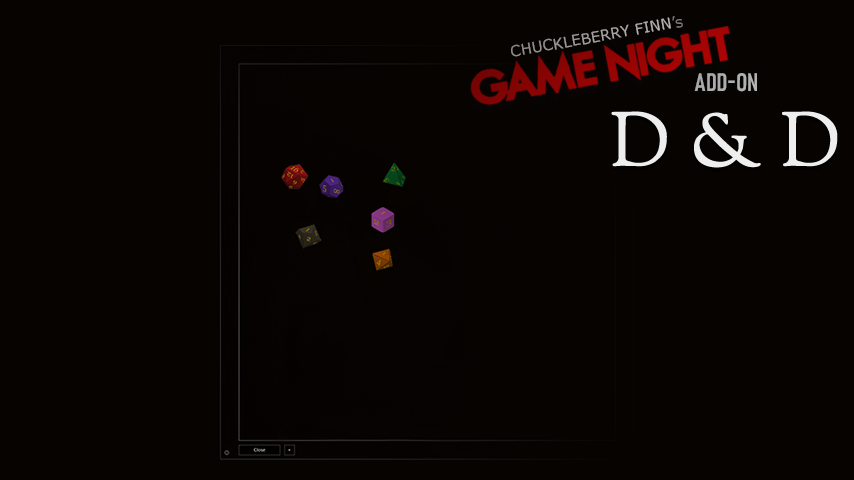 CHUCKLEBERRY FINN's
GAME NIGHT
ADD-ON
D & D
Close